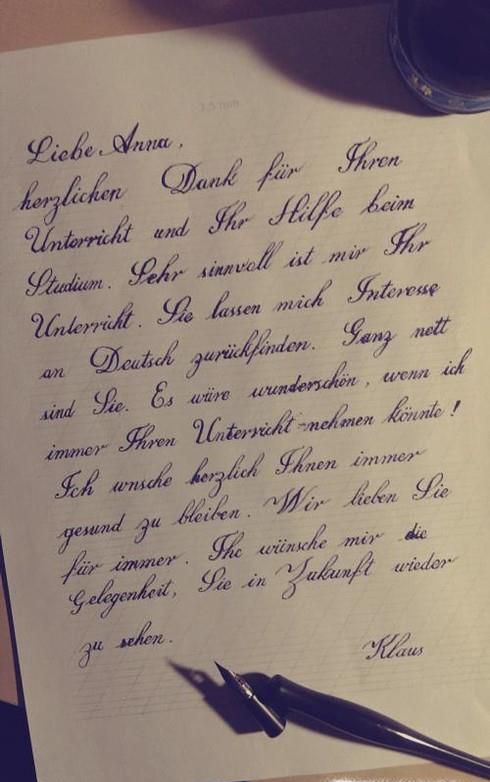 3,5 mm
Liebe Anna,
herzlichen Dank für Ihren
Unterricht und Ihr Hilfe beim
Studium. Sehr sinnvoll ist mir Ihr
Unterricht. Sie lassen mich Interesse
an Deutsch zurückfinden. Ganz nett
sind Sie. Es wäre wunderschön, wenn ich
immer Ihren Unterricht-nehmen könnte!
Ich wnsche herzlich Ihnen immer
gesund zu bleiben. Wir lieben Sie
für immer. Ihc wünsche mir die
Gelegenheit, Sie in Zukunft wieder
zu sehen.
Klaus